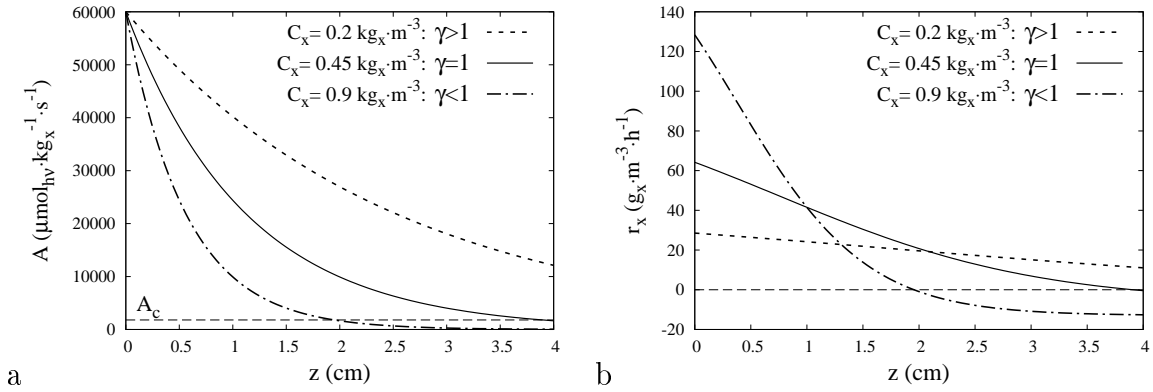 60000
50000
40000
30000
20000
10000
0
A (μmol_hν·kg_x^-1·s^-1)
C_x= 0.2 kg_x·m^-3: γ>1
C_x= 0.45 kg_x·m^-3: γ=1
C_x= 0.9 kg_x·m^-3: γ<1
A_c
0 0.5 1 1.5 2 2.5 3 3.5 4
z (cm)
a
140
120
100
80
60
40
20
0
-20
r_x (g_x·m^-3·h^-1)
C_x= 0.2 kg_x·m^-3: γ>1
C_x= 0.45 kg_x·m^-3: γ=1
C_x= 0.9 kg_x·m^-3: γ<1
0 0.5 1 1.5 2 2.5 3 3.5 4
z (cm)
b